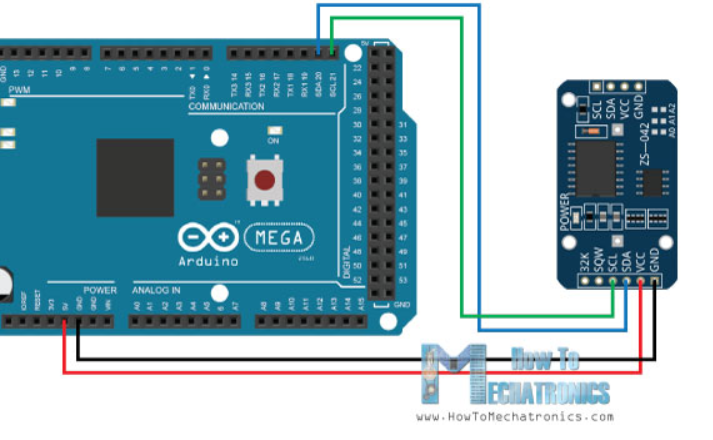 GND
13
12
11
10
9
8
7
6
5
4
3
2
TX0 ◄ 1
RX0 ► 0
TX3 14
RX3 15
TX2 16
RX2 17
TX1 18
RX1 19
SDA 20
SCL 21
5V
PWM
COMMUNICATION
22
24
26
28
30
31
32
33
34
35
36
37
38
39
40
41
42
43
44
45
46
47
48
49
50
51
52
53
ON
Arduino
MEGA
DIGITAL
POWER
ANALOG IN
IOREF
RESET
3V3
5V
GND
GND
VIN
A0
A1
A2
A3
A4
A5
6
A7
A8
A9
A10
A11
A12
A13
A14
A15
GND
SCL
SDA
VCC
GND
A0 A1 A2
ZS-042
POWER
32K
SQW
SCL
SDA
VCC
GND
How To
MECHATRONICS
www.HowToMechatronics.com